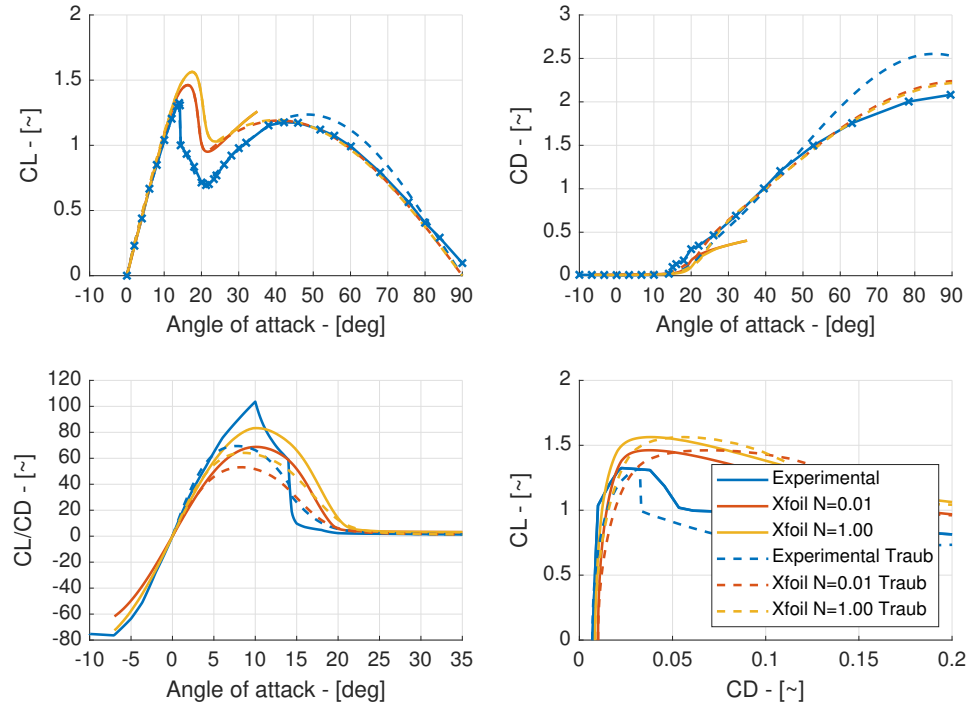 2
1.5
1
0.5
0
CL - [~]
-10 0 10 20 30 40 50 60 70 80 90
Angle of attack - [deg]
3
2.5
2
1.5
1
0.5
0
CD - [~]
-10 0 10 20 30 40 50 60 70 80 90
Angle of attack - [deg]
120
100
80
60
40
20
0
-20
-40
-60
-80
CL/CD - [~]
-10 -5 0 5 10 15 20 25 30 35
Angle of attack - [deg]
2
1.5
1
0.5
0
CL - [~]
Experimental
Xfoil N=0.01
Xfoil N=1.00
Experimental Traub
Xfoil N=0.01 Traub
Xfoil N=1.00 Traub
0 0.05 0.1 0.15 0.2
CD - [~]